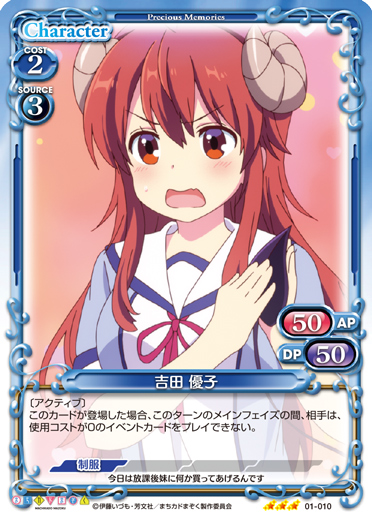 Precious Memories
Character
COST
2
SOURCE
3
50 AP
DP 50
吉田 優子
[アクティブ]
このカードが登場した場合、このターンのメインフェイズの間、相手は、
使用コストが0のイベントカードをプレイできない。
制服
今日は放課後妹に何か買ってあげるんです
©伊藤いづも・芳文社／まちカドまぞく製作委員会
01-010